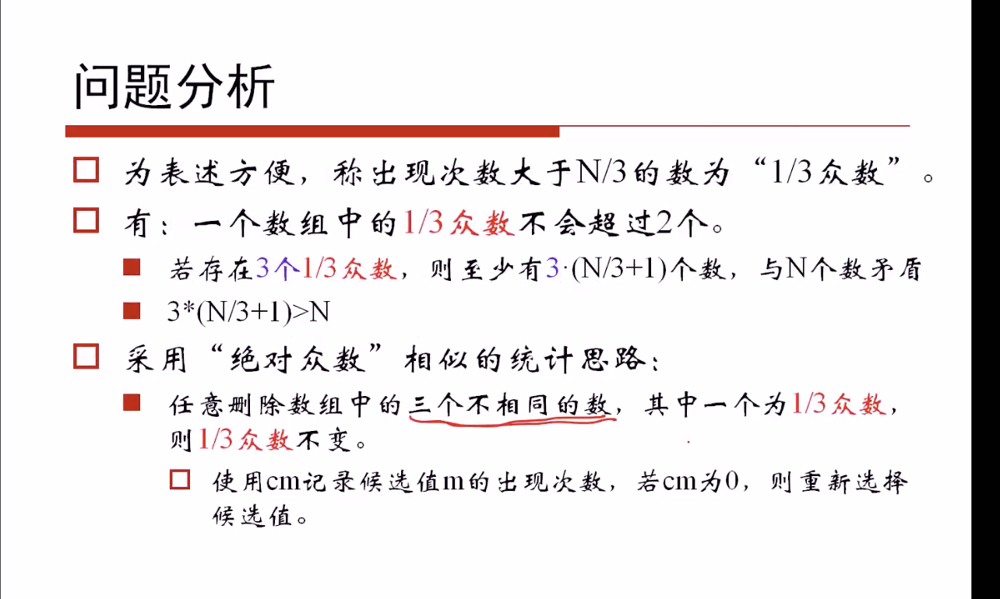 问题分析
为表述方便，称出现次数大于N/3的数为“1/3众数”。
有：一个数组中的1/3众数不会超过2个。
若存在3个1/3众数，则至少有3·(N/3+1)个数，与N个数矛盾
3*(N/3+1)>N
采用“绝对众数”相似的统计思路：
任意删除数组中的三个不相同的数，其中一个为1/3众数，
则1/3众数不变。
使用cm记录候选值m的出现次数，若cm为0，则重新选择
候选值。